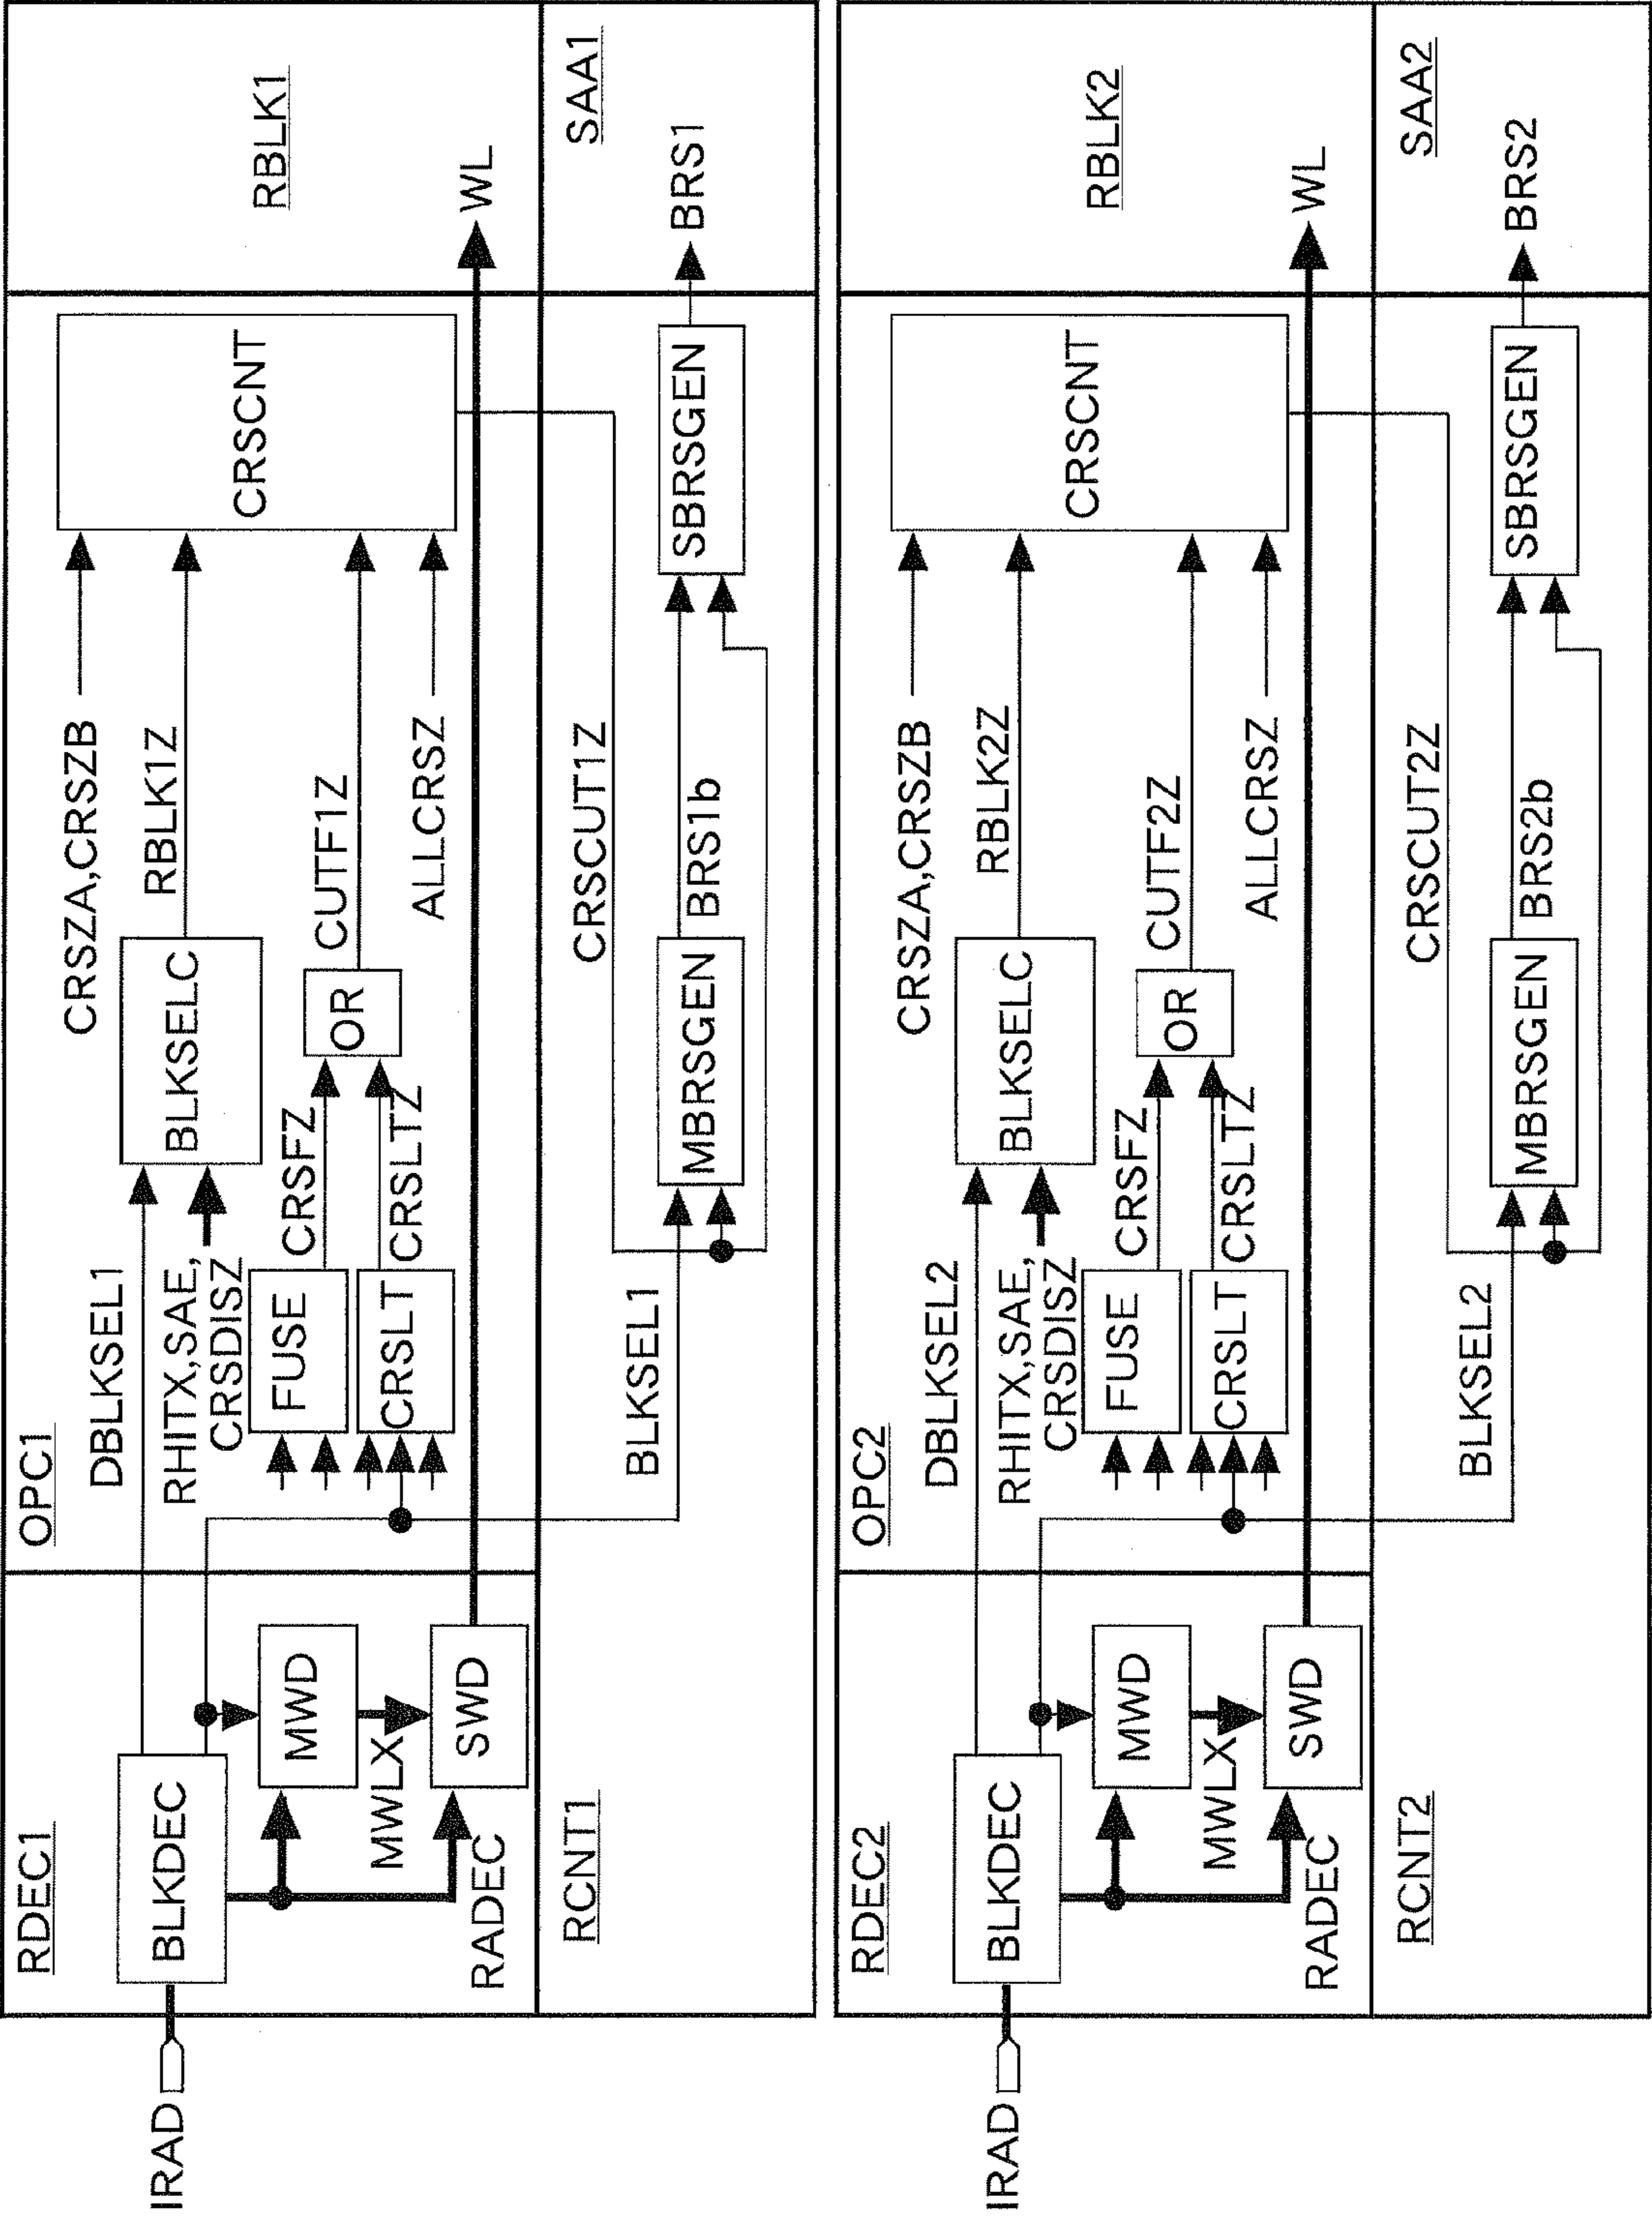 RDEC1
OPC1
RBLK1
IRAD
BLKDEC
DBLKSEL1
RHITX,SAE,
CRSDISZ
BLKSELC
CRSZA,CRSZB
RBLK1Z
CRSCNT
MWD
MWLX
SWD
RADEC
FUSE
CRSFZ
CRSLT
CRSLTZ
OR
CUTF1Z
ALLCRSZ
WL
RCNT1
SAA1
BLKSEL1
CRSCUT1Z
MBRSGEN
BRS1b
SBRSGEN
BRS1
RDEC2
OPC2
RBLK2
IRAD
BLKDEC
DBLKSEL2
RHITX,SAE,
CRSDISZ
BLKSELC
CRSZA,CRSZB
RBLK2Z
CRSCNT
MWD
MWLX
SWD
RADEC
FUSE
CRSFZ
CRSLT
CRSLTZ
OR
CUTF2Z
ALLCRSZ
WL
RCNT2
SAA2
BLKSEL2
CRSCUT2Z
MBRSGEN
BRS2b
SBRSGEN
BRS2